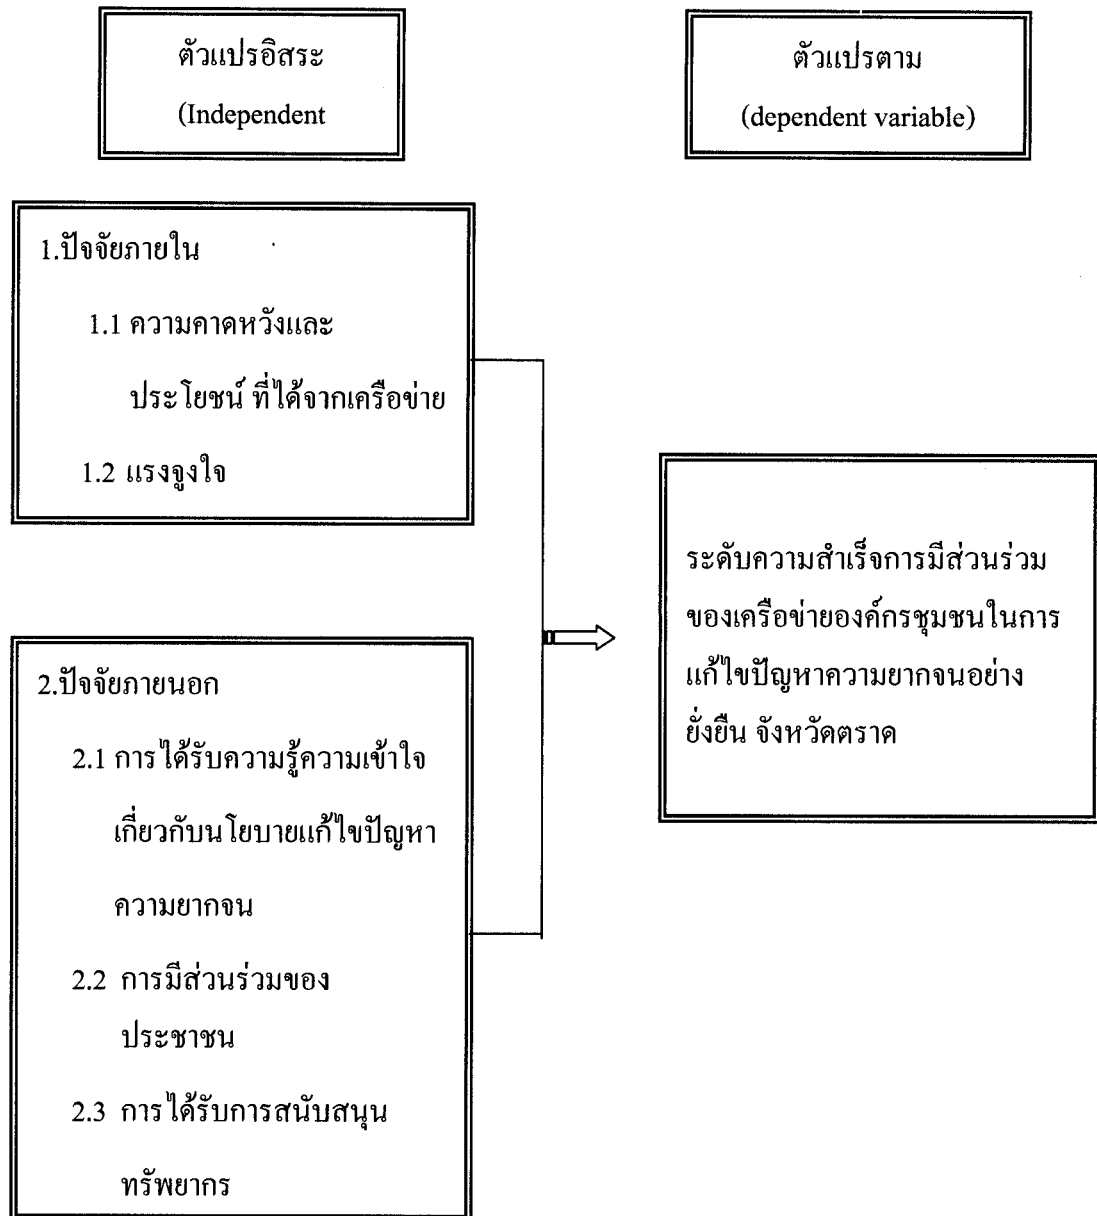 ตัวแปรอิสระ
(Independent
ตัวแปรตาม
(dependent variable)
1.ปัจจัยภายใน
1.1 ความคาดหวังและ
ประโยชน์ ที่ได้จากเครือข่าย
1.2 แรงจูงใจ
2.ปัจจัยภายนอก
2.1 การได้รับความรู้ความเข้าใจ
เกี่ยวกับนโยบายแก้ไขปัญหา
ความยากจน
2.2 การมีส่วนร่วมของ
ประชาชน
2.3 การได้รับการสนับสนุน
ทรัพยากร
ระดับความสำเร็จการมีส่วนร่วม
ของเครือข่ายองค์กรชุมชนในการ
แก้ไขปัญหาความยากจนอย่าง
ยั่งยืน จังหวัดตราด